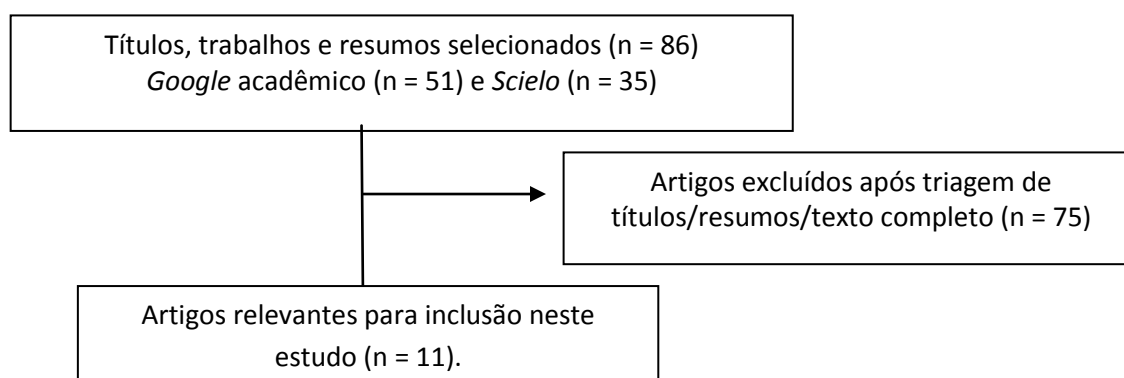 Títulos, trabalhos e resumos selecionados (n = 86)
Google acadêmico (n = 51) e Scielo (n = 35)
Artigos excluídos após triagem de
títulos/resumos/texto completo (n = 75)
Artigos relevantes para inclusão neste
estudo (n = 11).